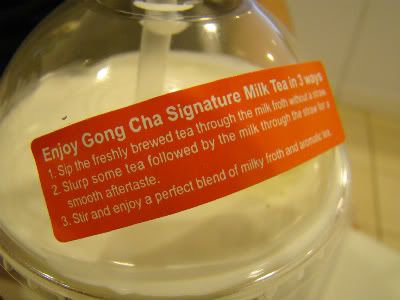 Enjoy Gong Cha Signature Milk Tea in 3 ways
1. Sip the freshly brewed tea through the milk froth without a straw.
2. Slurp some tea followed by the milk through the straw for a
smooth aftertaste.
3. Stir and enjoy a perfect blend of milky froth and aromatic tea.